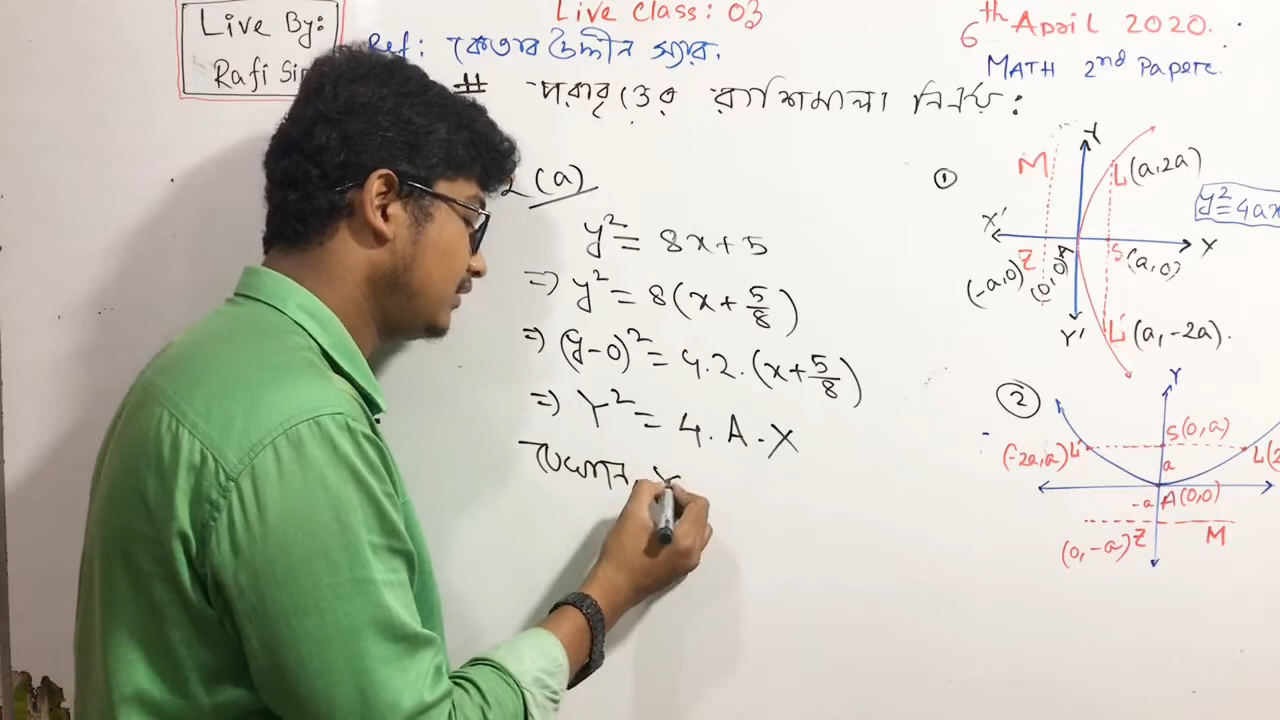 Live By:
Rafi Sir
Live Class: 03
Ref: কেতাব উদ্দীন স্যার.
6th April 2020.
MATH 2nd Paper.
# পরাবৃত্তের রাশিমালা নির্ণয়:
2(a)
y² = 8x+5
⇒ y² = 8(x+5/8)
⇒ (y-0)² = 4.2.(x+5/8)
⇒ Y² = 4.A.X
যেখানে,
①
M
Y
L(a,2a)
y²=4ax
X'
X
Z
S
(a,0)
(-a,0)
A(0,0)
Y'
L'(a,-2a).
②
Y
S(0,a)
(-2a,a)L'
L(2
a
-a
A(0,0)
(0,-a)Z
M